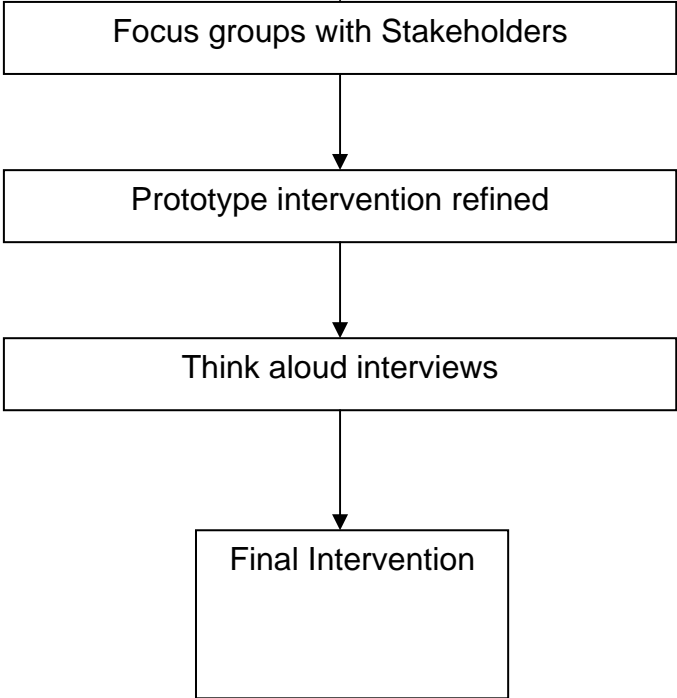 Focus groups with Stakeholders
Prototype intervention refined
Think aloud interviews
Final Intervention